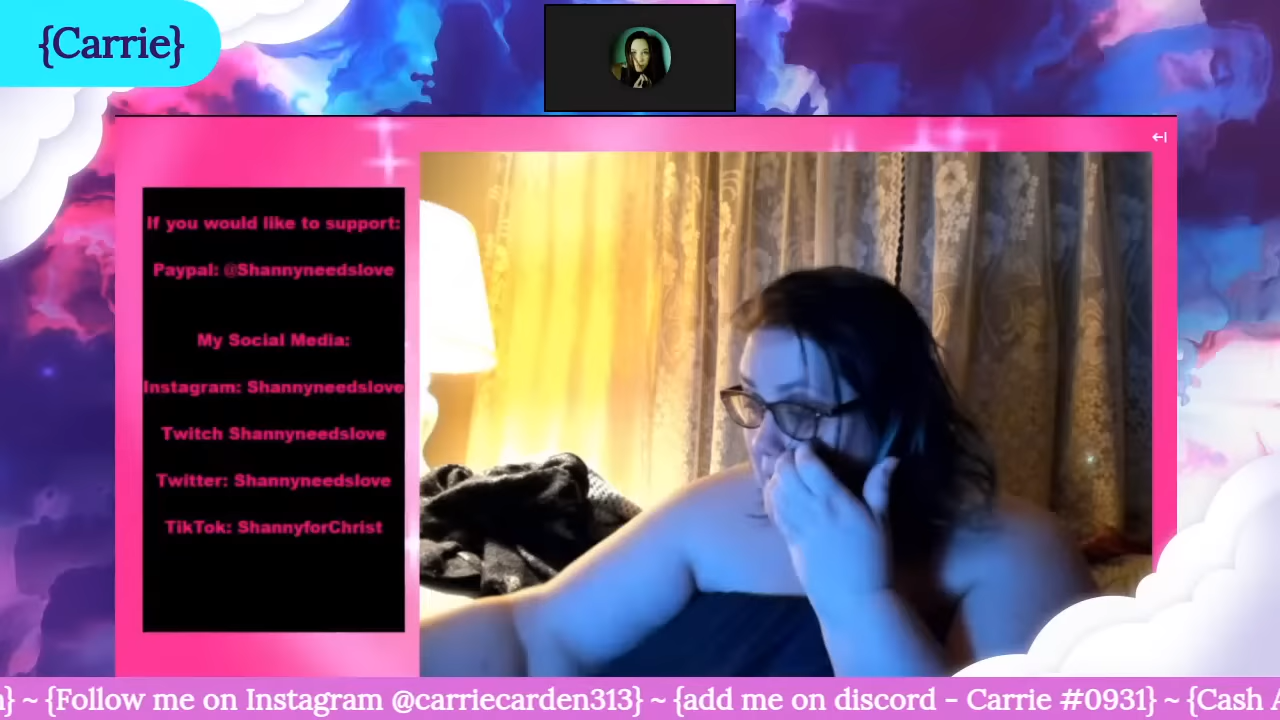 {Carrie}
If you would like to support:
Paypal: @Shannyneedslove
My Social Media:
Instagram: Shannyneedslove
Twitch Shannyneedslove
Twitter: Shannyneedslove
TikTok: ShannyforChrist
} ~ {Follow me on Instagram @carriecarden313} ~ {add me on discord - Carrie #0931} ~ {Cash